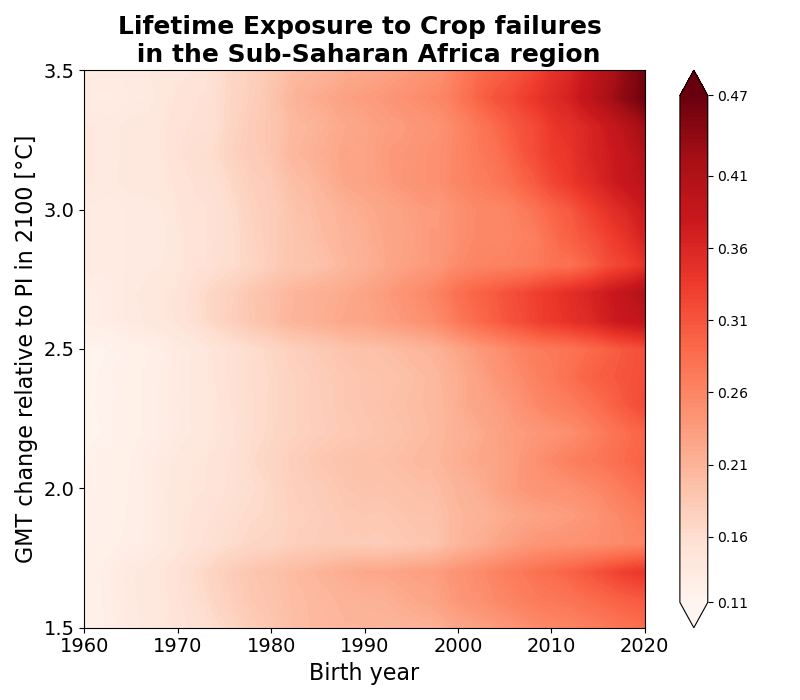 Lifetime Exposure to Crop failures
in the Sub-Saharan Africa region
GMT change relative to PI in 2100 [°C]
3.5
3.0
2.5
2.0
1.5
1960 1970 1980 1990 2000 2010 2020
Birth year
0.47
0.41
0.36
0.31
0.26
0.21
0.16
0.11